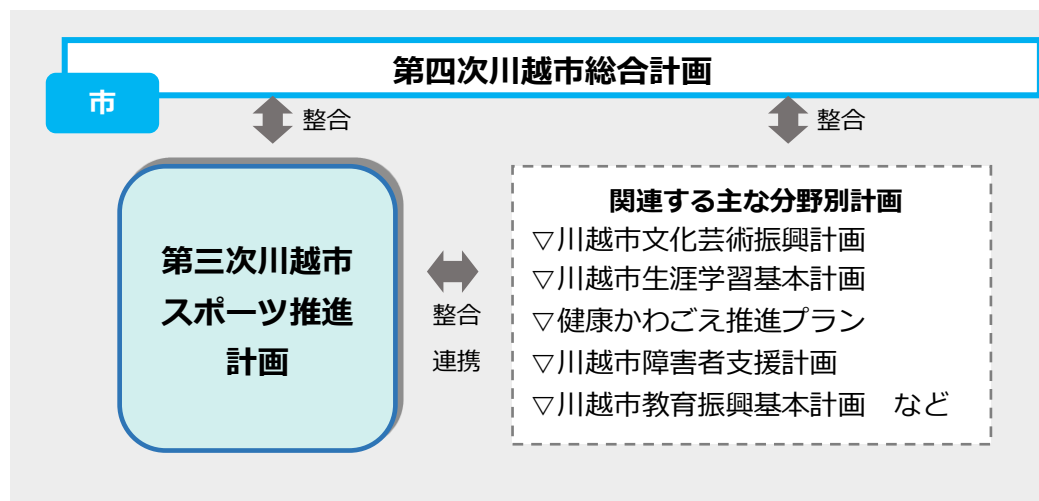 第四次川越市総合計画
市
整合
整合
第三次川越市
スポーツ推進
計画
整合
連携
関連する主な分野別計画
▽川越市文化芸術振興計画
▽川越市生涯学習基本計画
▽健康かわごえ推進プラン
▽川越市障害者支援計画
▽川越市教育振興基本計画　など